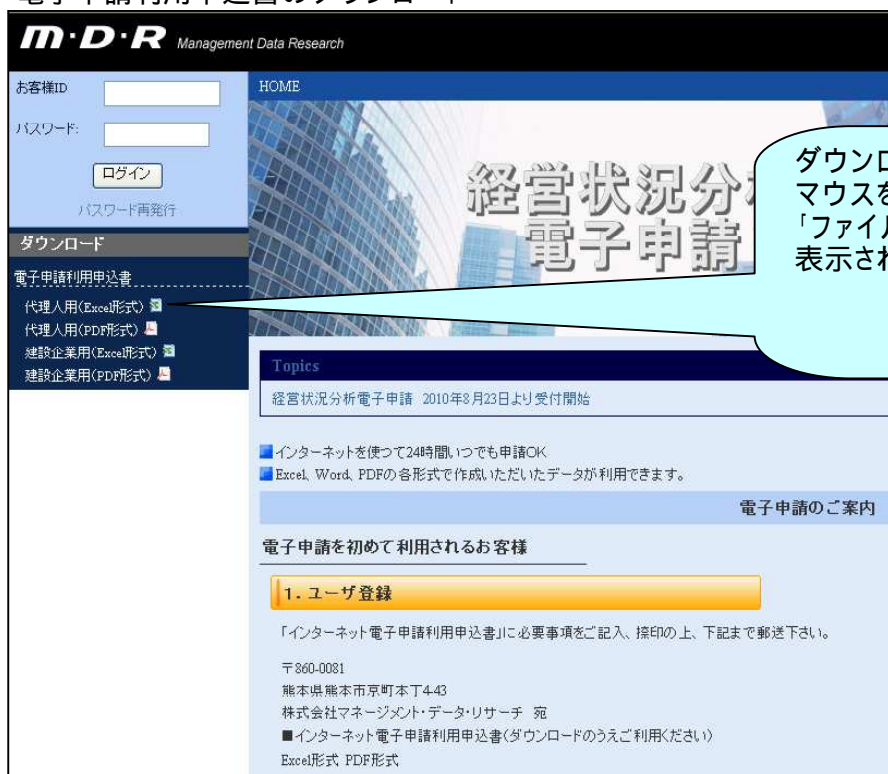 電子申請利用申込書のダウンロード
M・D・R Management Data Research
お客様ID
パスワード:
ログイン
パスワード再発行
ダウンロード
電子申請利用申込書
代理人用(Excel形式)
代理人用(PDF形式)
建設企業用(Excel形式)
建設企業用(PDF形式)
HOME
経営状況分
電子申請
ダウンロ
マウスを
「ファイル
表示され
Topics
経営状況分析電子申請 2010年8月23日より受付開始
インターネットを使って24時間いつでも申請OK
Excel、Word、PDFの各形式で作成いただいたデータが利用できます。
電子申請のご案内
電子申請を初めて利用されるお客様
1. ユーザ登録
「インターネット電子申請利用申込書」に必要事項をご記入、捺印の上、下記まで郵送下さい。
〒860-0081
熊本県熊本市京町本丁4-43
株式会社マネージメント・データ・リサーチ 宛
■インターネット電子申請利用申込書(ダウンロードのうえご利用ください)
Excel形式 PDF形式